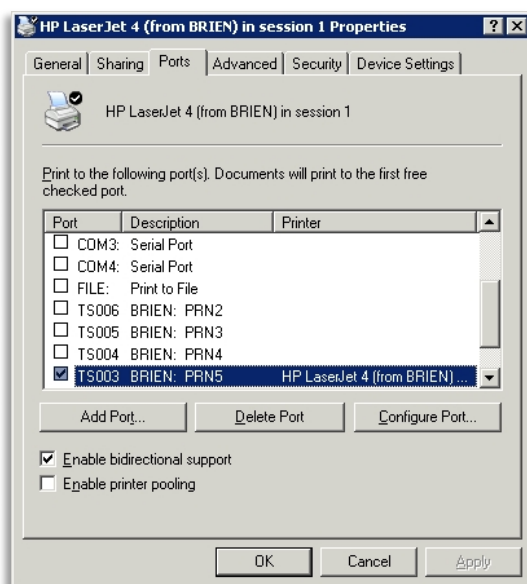 HP LaserJet 4 (from BRIEN) in session 1 Properties
General Sharing Ports Advanced Security Device Settings
HP LaserJet 4 (from BRIEN) in session 1
Print to the following port(s). Documents will print to the first free
checked port.
Port Description Printer
COM3: Serial Port
COM4: Serial Port
FILE: Print to File
TS006 BRIEN: PRN2
TS005 BRIEN: PRN3
TS004 BRIEN: PRN4
TS003 BRIEN: PRN5 HP LaserJet 4 (from BRIEN) ...
Add Port... Delete Port Configure Port...
Enable bidirectional support
Enable printer pooling
OK Cancel Apply